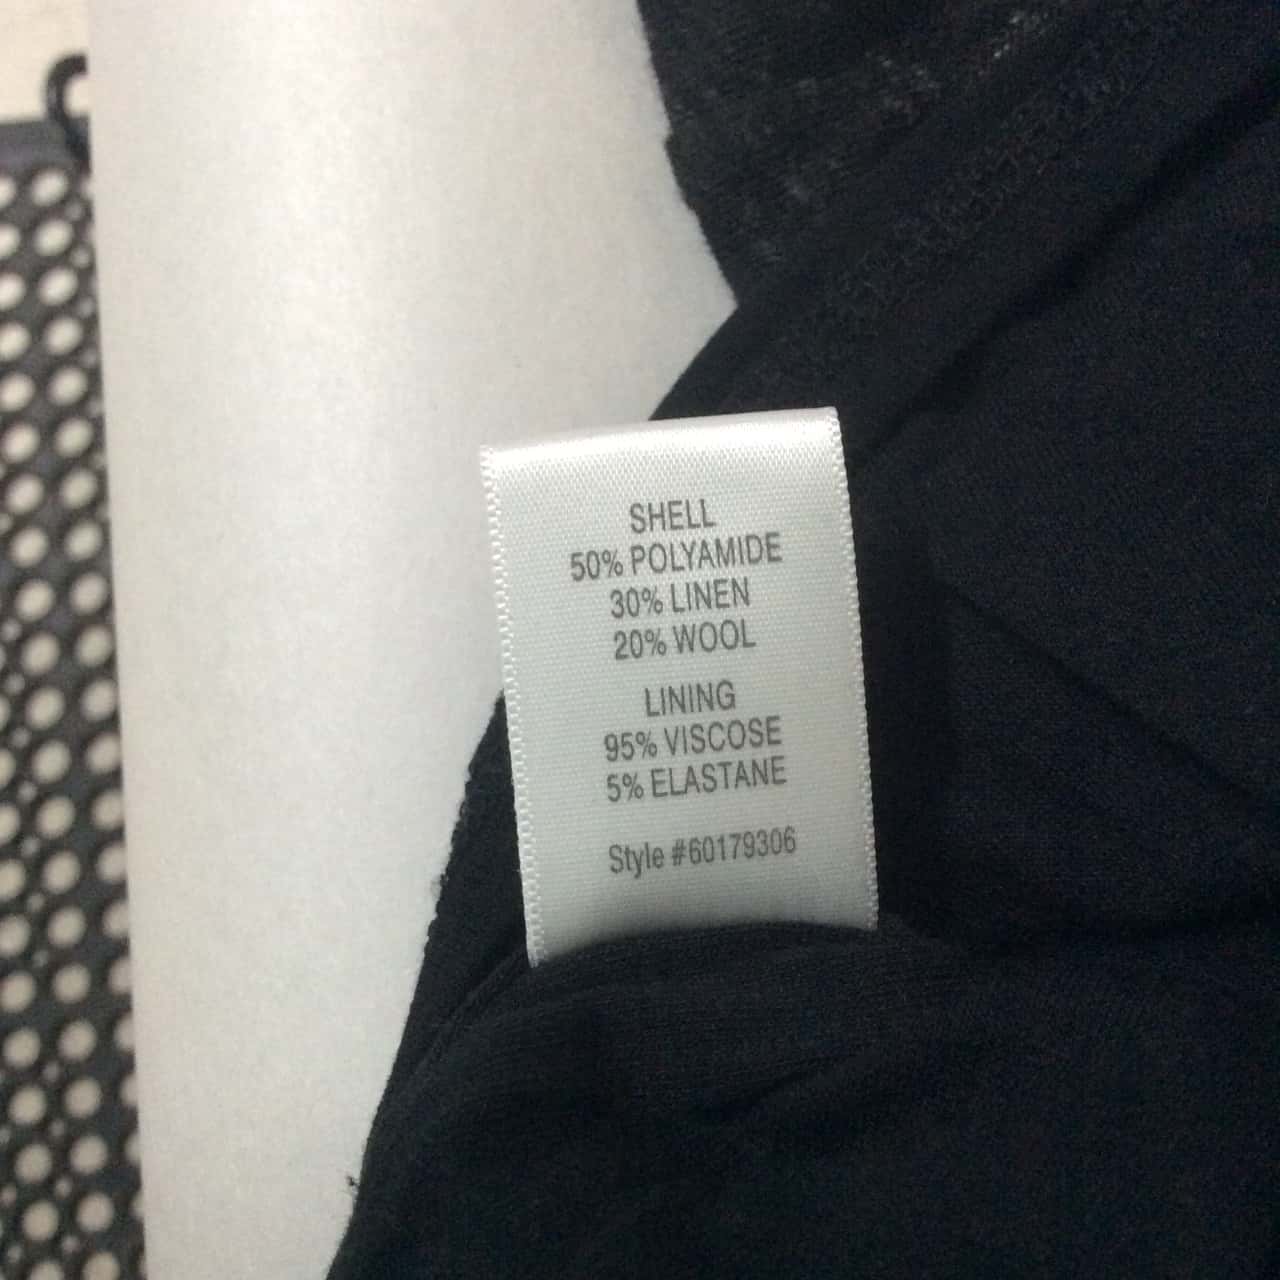 SHELL
50% POLYAMIDE
30% LINEN
20% WOOL
LINING
95% VISCOSE
5% ELASTANE
Style #60179306